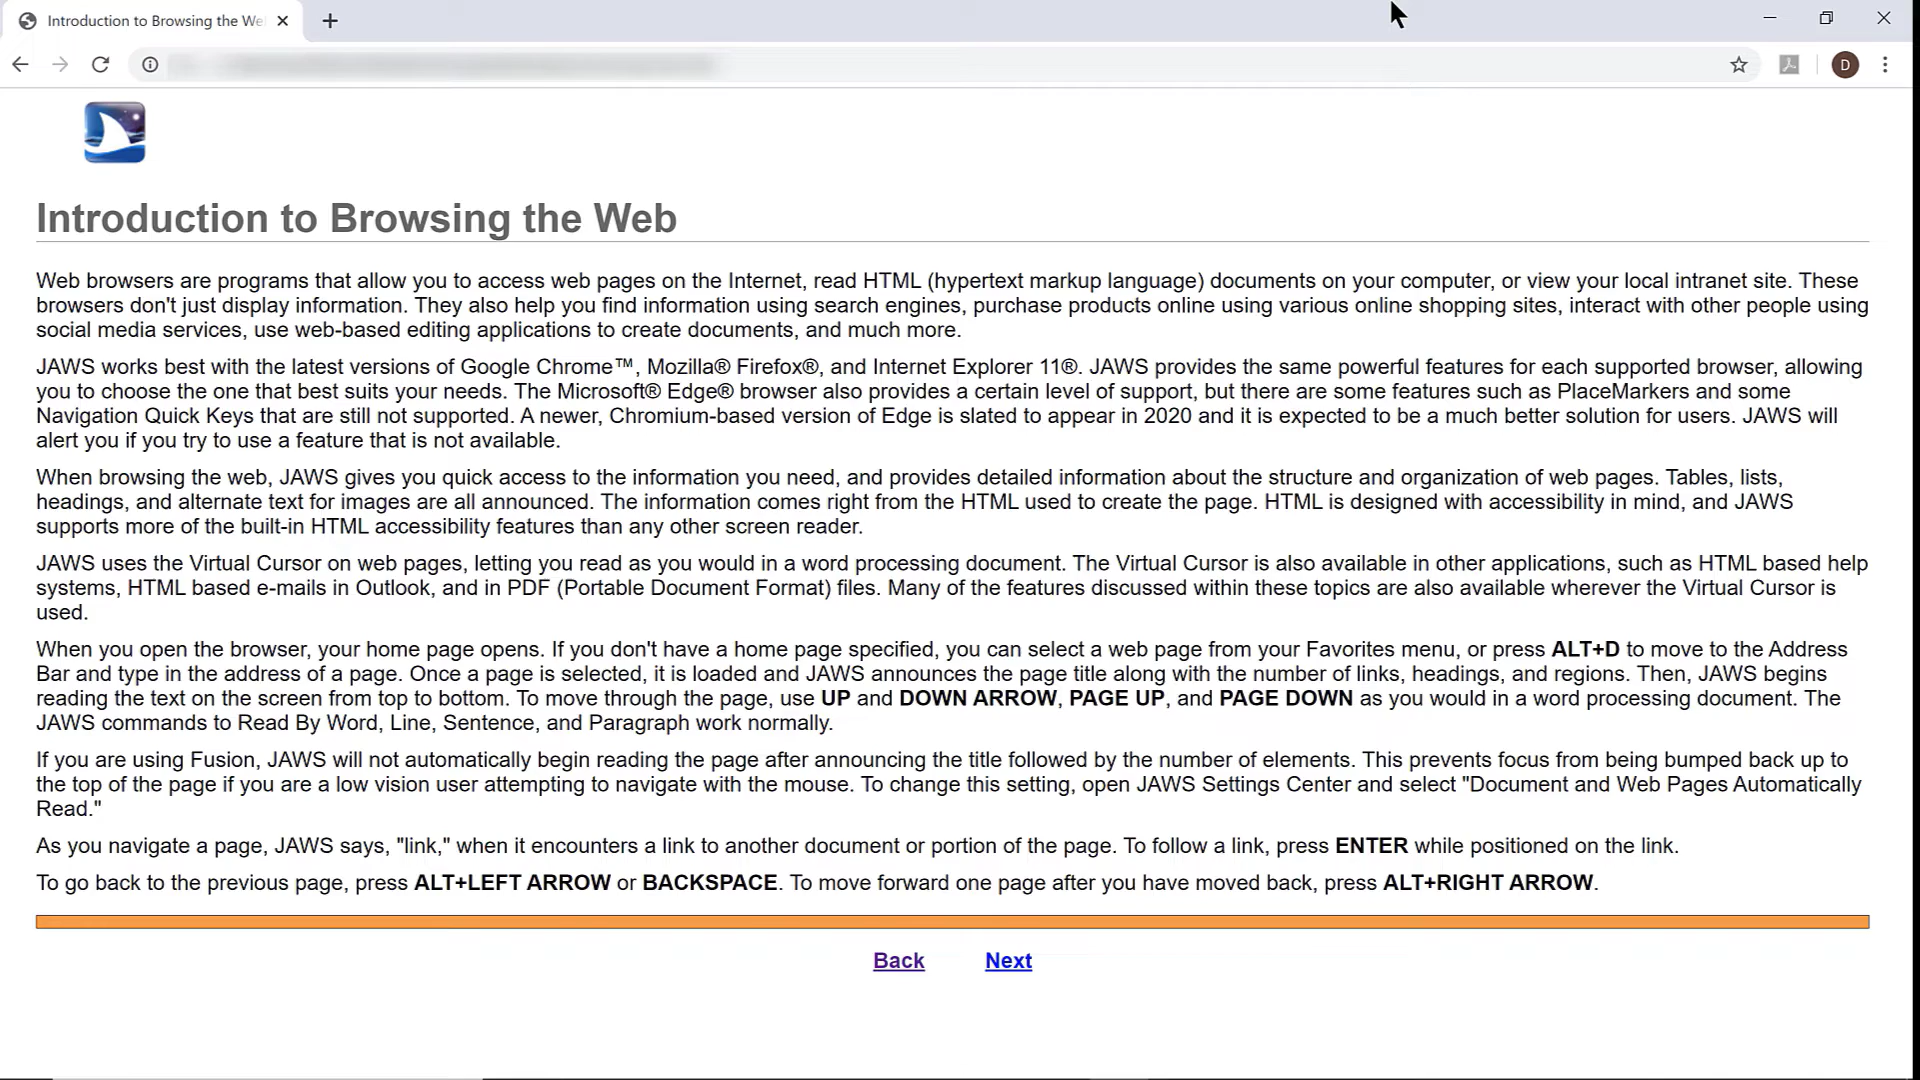 Introduction to Browsing the We
D
Introduction to Browsing the Web
Web browsers are programs that allow you to access web pages on the Internet, read HTML (hypertext markup language) documents on your computer, or view your local intranet site. These
browsers don't just display information. They also help you find information using search engines, purchase products online using various online shopping sites, interact with other people using
social media services, use web-based editing applications to create documents, and much more.
JAWS works best with the latest versions of Google Chrome™, Mozilla® Firefox®, and Internet Explorer 11®. JAWS provides the same powerful features for each supported browser, allowing
you to choose the one that best suits your needs. The Microsoft® Edge® browser also provides a certain level of support, but there are some features such as PlaceMarkers and some
Navigation Quick Keys that are still not supported. A newer, Chromium-based version of Edge is slated to appear in 2020 and it is expected to be a much better solution for users. JAWS will
alert you if you try to use a feature that is not available.
When browsing the web, JAWS gives you quick access to the information you need, and provides detailed information about the structure and organization of web pages. Tables, lists,
headings, and alternate text for images are all announced. The information comes right from the HTML used to create the page. HTML is designed with accessibility in mind, and JAWS
supports more of the built-in HTML accessibility features than any other screen reader.
JAWS uses the Virtual Cursor on web pages, letting you read as you would in a word processing document. The Virtual Cursor is also available in other applications, such as HTML based help
systems, HTML based e-mails in Outlook, and in PDF (Portable Document Format) files. Many of the features discussed within these topics are also available wherever the Virtual Cursor is
used.
When you open the browser, your home page opens. If you don't have a home page specified, you can select a web page from your Favorites menu, or press ALT+D to move to the Address
Bar and type in the address of a page. Once a page is selected, it is loaded and JAWS announces the page title along with the number of links, headings, and regions. Then, JAWS begins
reading the text on the screen from top to bottom. To move through the page, use UP and DOWN ARROW, PAGE UP, and PAGE DOWN as you would in a word processing document. The
JAWS commands to Read By Word, Line, Sentence, and Paragraph work normally.
If you are using Fusion, JAWS will not automatically begin reading the page after announcing the title followed by the number of elements. This prevents focus from being bumped back up to
the top of the page if you are a low vision user attempting to navigate with the mouse. To change this setting, open JAWS Settings Center and select "Document and Web Pages Automatically
Read."
As you navigate a page, JAWS says, "link," when it encounters a link to another document or portion of the page. To follow a link, press ENTER while positioned on the link.
To go back to the previous page, press ALT+LEFT ARROW or BACKSPACE. To move forward one page after you have moved back, press ALT+RIGHT ARROW.
Back Next